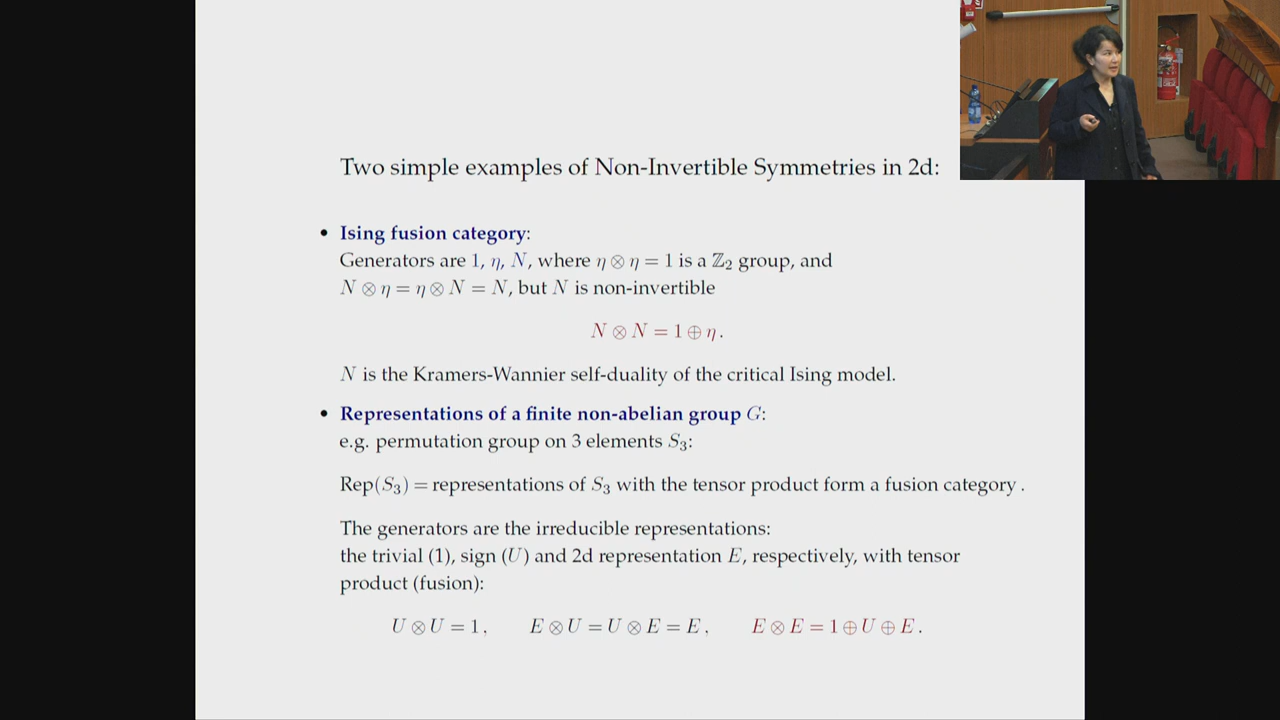 Two simple examples of Non-Invertible Symmetries in 2d:
• Ising fusion category:
Generators are 1, η, N, where η ⊗ η = 1 is a ℤ₂ group, and
N ⊗ η = η ⊗ N = N, but N is non-invertible
N ⊗ N = 1 ⊕ η .
N is the Kramers-Wannier self-duality of the critical Ising model.
• Representations of a finite non-abelian group G:
e.g. permutation group on 3 elements S₃:
Rep(S₃) = representations of S₃ with the tensor product form a fusion category .
The generators are the irreducible representations:
the trivial (1), sign (U) and 2d representation E, respectively, with tensor
product (fusion):
U ⊗ U = 1 , E ⊗ U = U ⊗ E = E , E ⊗ E = 1 ⊕ U ⊕ E .